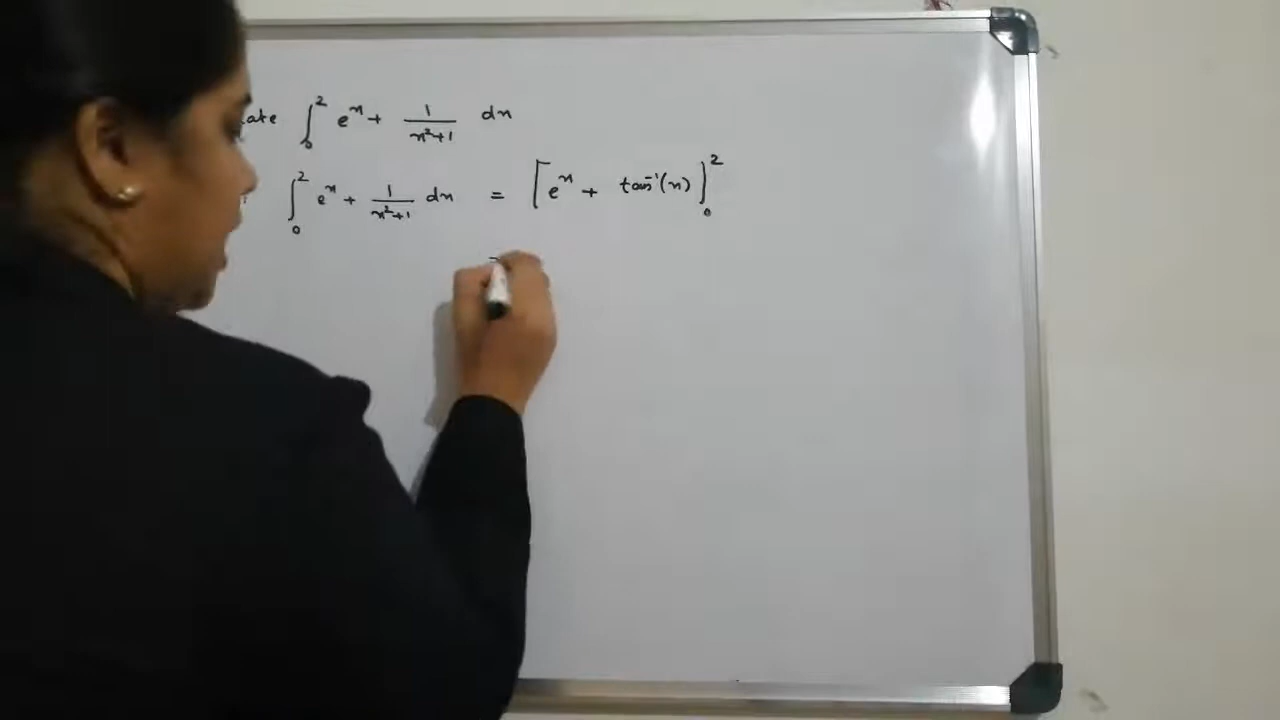 ate ∫₀² eˣ + 1/(x²+1) dx
∫₀² eˣ + 1/(x²+1) dx = [eˣ + tan⁻¹(x)]₀²
=